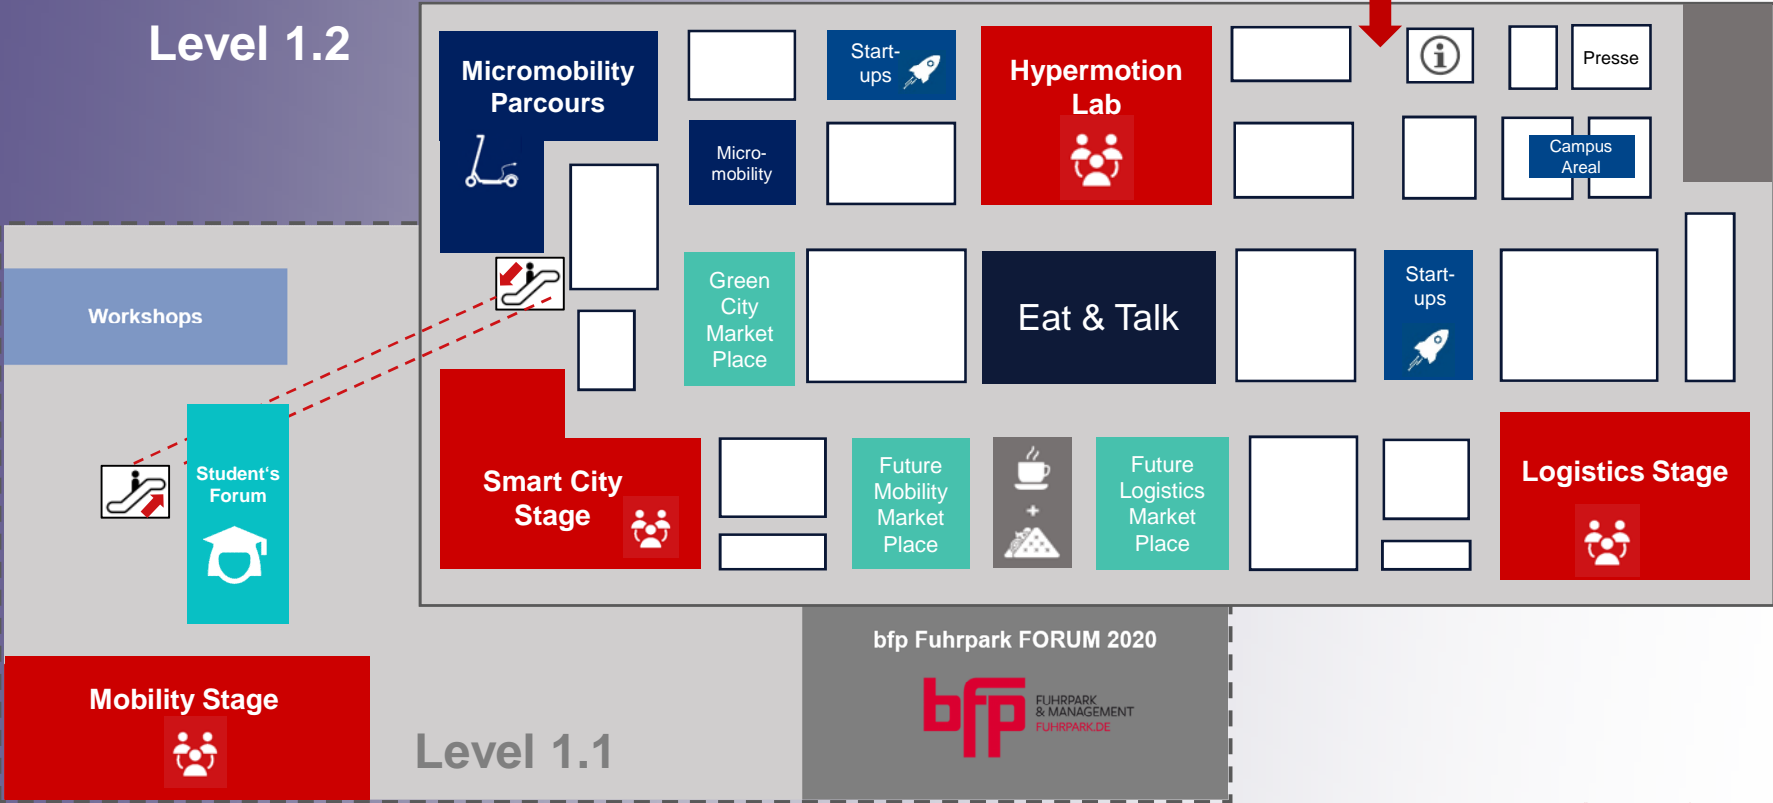 Level 1.2
Micromobility
Parcours
Start-
ups
Hypermotion
Lab
i
Presse
Micro-
mobility
Campus
Areal
Workshops
Green
City
Market
Place
Eat & Talk
Start-
ups
Student's
Forum
Smart City
Stage
Future
Mobility
Market
Place
+
Future
Logistics
Market
Place
Logistics Stage
Mobility Stage
Level 1.1
bfp Fuhrpark FORUM 2020
bfp
FUHRPARK
& MANAGEMENT
FUHRPARK.DE